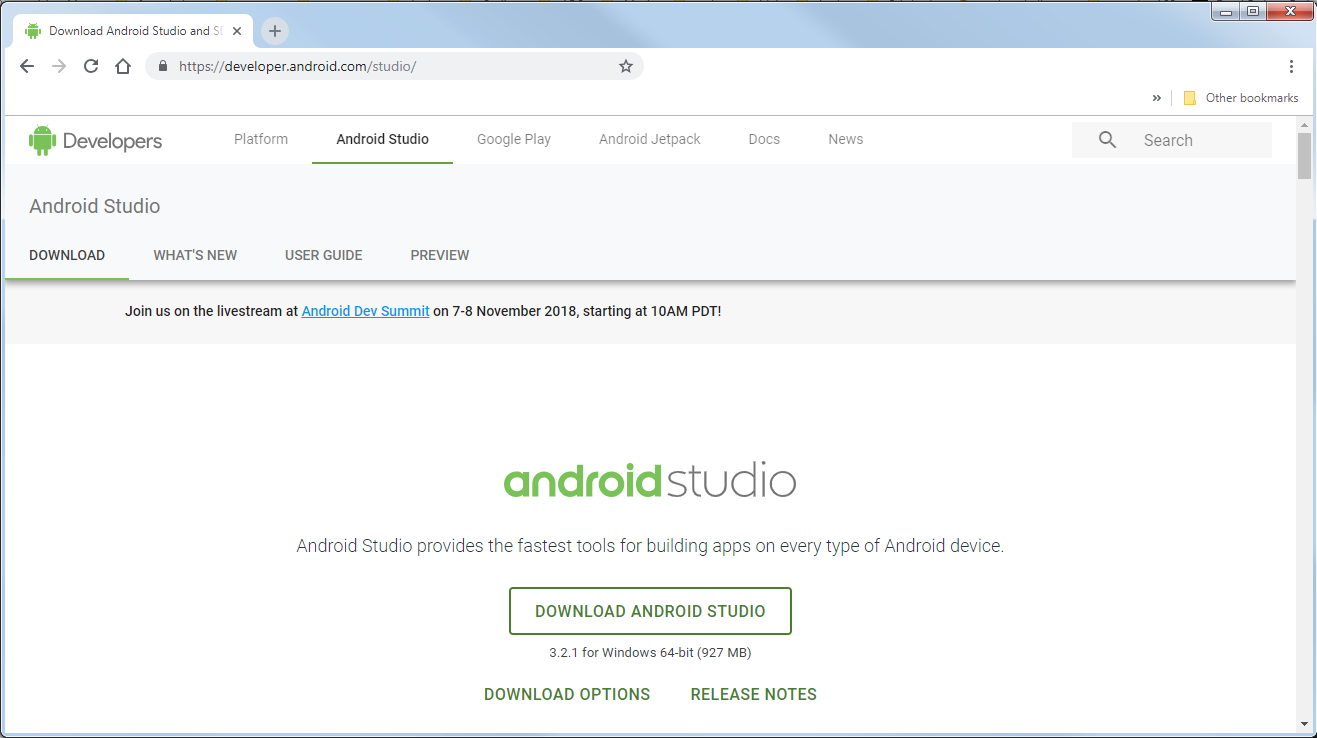 Download Android Studio and S
https://developer.android.com/studio/
» Other bookmarks
Developers Platform Android Studio Google Play Android Jetpack Docs News Search
Android Studio
DOWNLOAD WHAT'S NEW USER GUIDE PREVIEW
Join us on the livestream at Android Dev Summit on 7-8 November 2018, starting at 10AM PDT!
androidstudio
Android Studio provides the fastest tools for building apps on every type of Android device.
DOWNLOAD ANDROID STUDIO
3.2.1 for Windows 64-bit (927 MB)
DOWNLOAD OPTIONS RELEASE NOTES